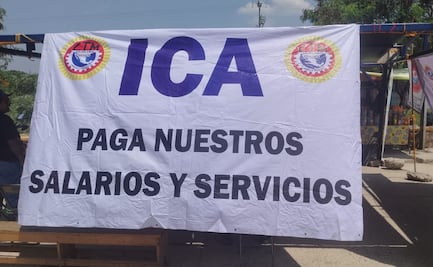 ICA
PAGA NUESTROS
SALARIOS Y SERVICIOS